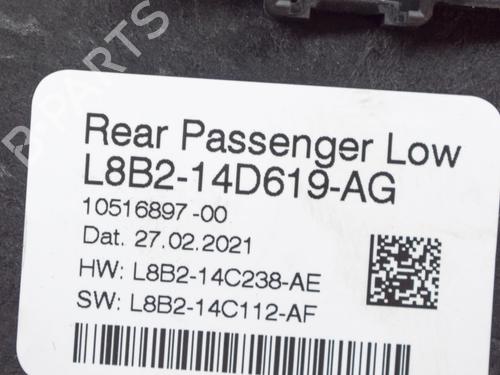 Rear Passenger Low
L8B2-14D619-AG
10516897-00
Dat. 27.02.2021
HW: L8B2-14C238-AE
SW: L8B2-14C112-AF